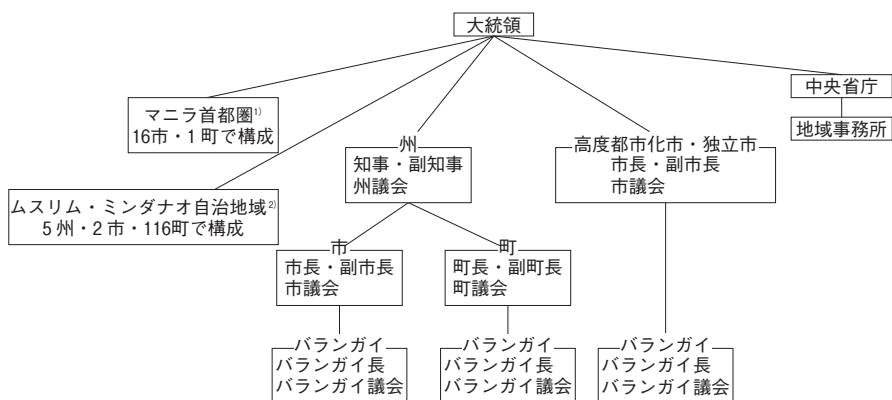 大統領
マニラ首都圏1)
16市・1町で構成
ムスリム・ミンダナオ自治地域2)
5州・2市・116町で構成
州
知事・副知事
州議会
高度都市化市・独立市
市長・副市長
市議会
中央省庁
地域事務所
市
市長・副市長
市議会
町
町長・副町長
町議会
バランガイ
バランガイ長
バランガイ議会
バランガイ
バランガイ長
バランガイ議会
バランガイ
バランガイ長
バランガイ議会